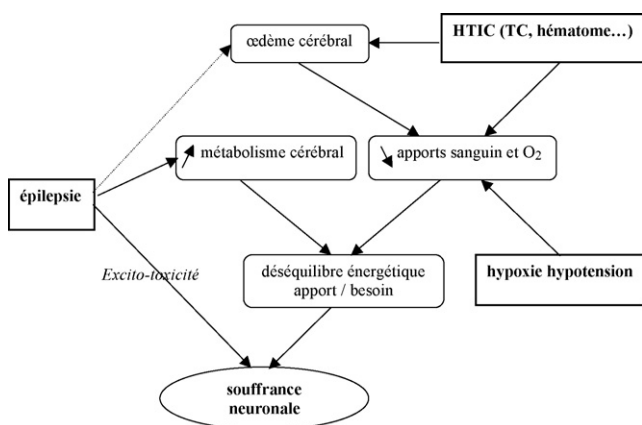 œdème cérébral
HTIC (TC, hématome…)
métabolisme cérébral
apports sanguin et O₂
épilepsie
Excito-toxicité
déséquilibre énergétique
apport / besoin
hypoxie hypotension
souffrance
neuronale